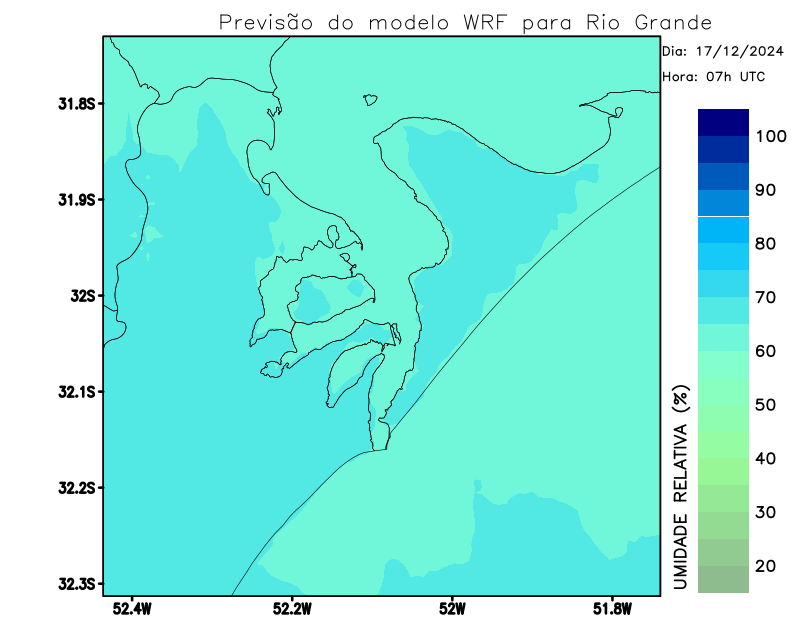 Previsão do modelo WRF para Rio Grande
Dia: 17/12/2024
Hora: 07h UTC
31.8S
31.9S
32S
32.1S
32.2S
32.3S
52.4W
52.2W
52W
51.8W
100
90
80
70
60
50
40
30
20
UMIDADE RELATIVA (%)